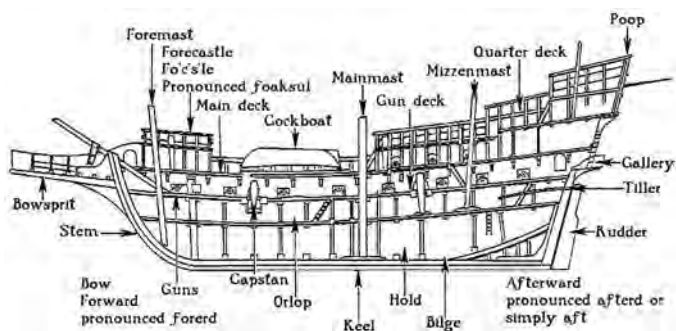 Foremast
Forecastle
Fo'c's'le
Pronounced foaksul
Main deck
Cockboat
Mainmast
Gun deck
Mizzenmast
Quarter deck
Poop
Gallery
Tiller
Rudder
Bowsprit
Stem
Guns
Capstan
Orlop
Keel
Hold
Bilge
Bow
Forward
pronounced forerd
Afterward
pronounced afterd or
simply aft